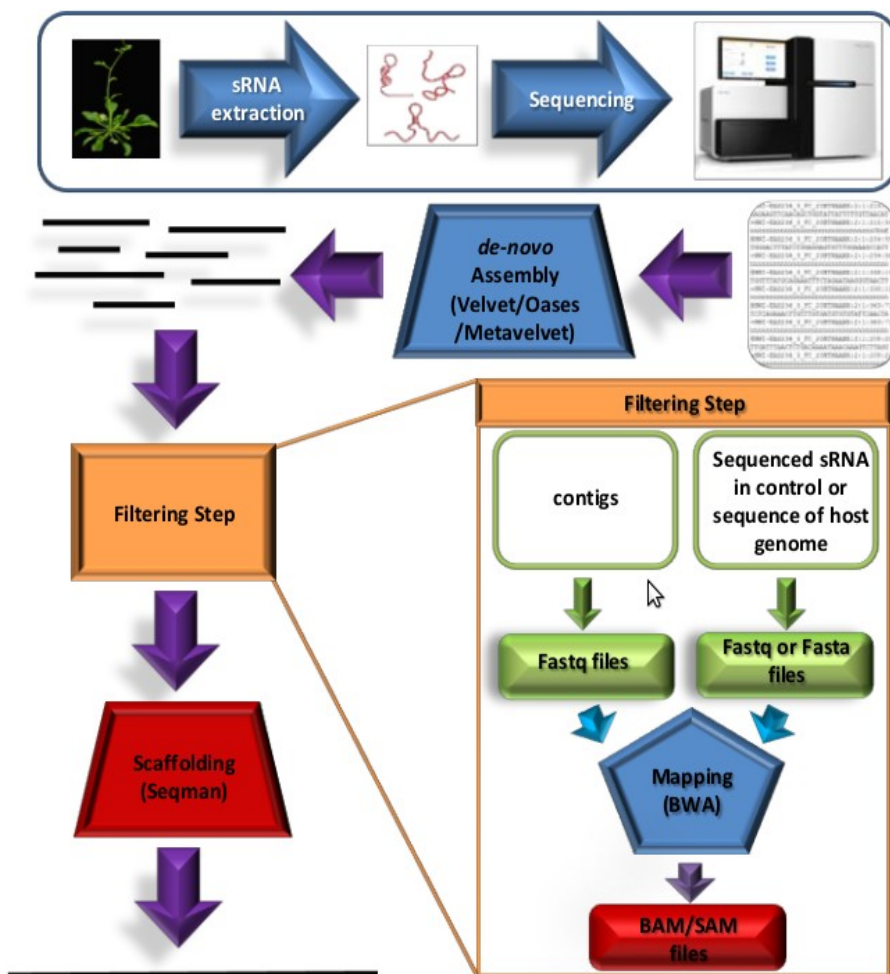 sRNA
extraction
Sequencing
de-novo
Assembly
(Velvet/Oases
/Metavelvet)
Filtering Step
Filtering Step
contigs
Sequenced sRNA
in control or
sequence of host
genome
Fastq files
Fastq or Fasta
files
Mapping
(BWA)
BAM/SAM
files
Scaffolding
(Seqman)